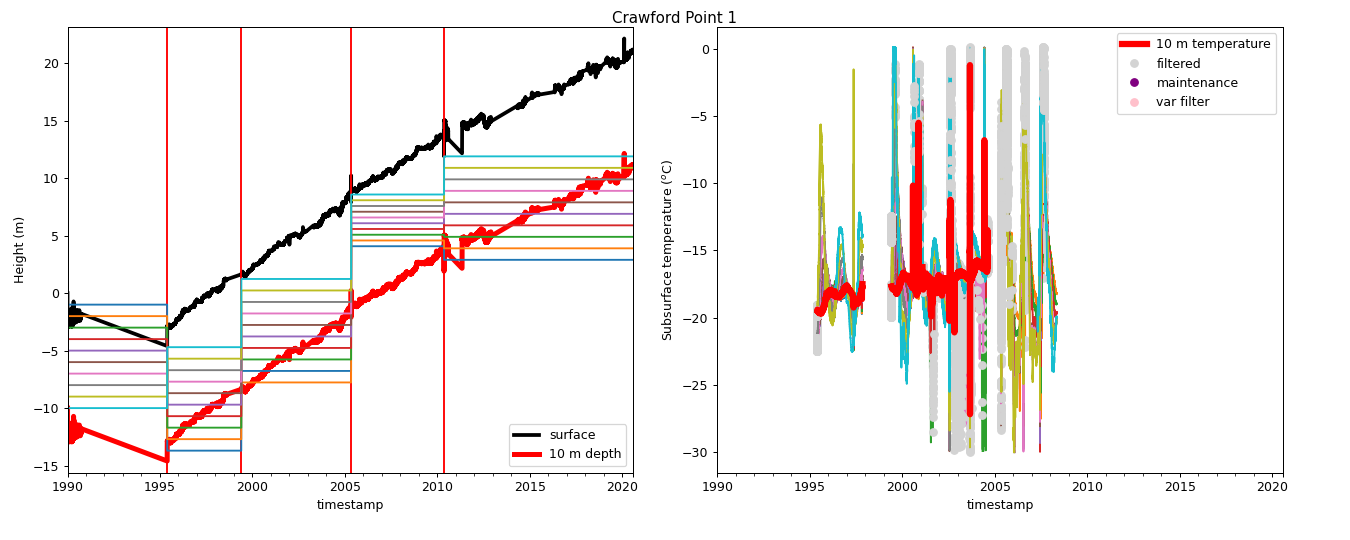 Crawford Point 1
Height (m)
20
15
10
5
0
−5
−10
−15
surface
10 m depth
1990 1995 2000 2005 2010 2015 2020
timestamp
Subsurface temperature (°C)
0
−5
−10
−15
−20
−25
−30
10 m temperature
filtered
maintenance
var filter
1990 1995 2000 2005 2010 2015 2020
timestamp